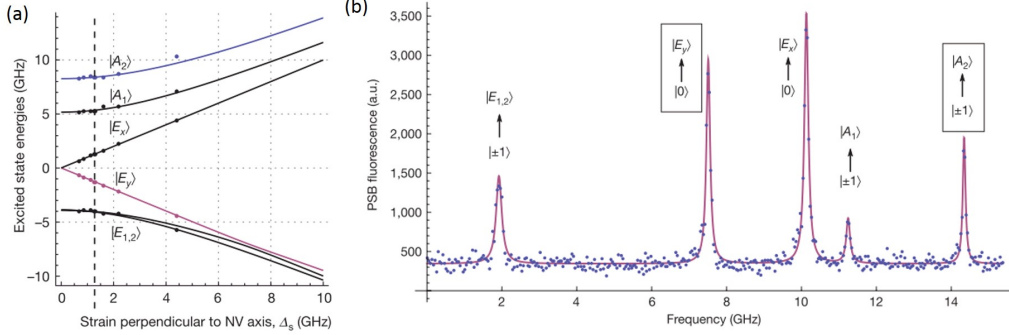 (a)
Excited state energies (GHz)
10
5
0
−5
−10
|A₂⟩
|A₁⟩
|Eₓ⟩
|E_y⟩
|E₁,₂⟩
0 2 4 6 8 10
Strain perpendicular to NV axis, Δₛ (GHz)
(b)
PSB fluorescence (a.u.)
3,500
3,000
2,500
2,000
1,500
1,000
500
|E₁,₂⟩
|±1⟩
|E_y⟩
|0⟩
|Eₓ⟩
|0⟩
|A₁⟩
|±1⟩
|A₂⟩
|±1⟩
2 4 6 8 10 12 14
Frequency (GHz)